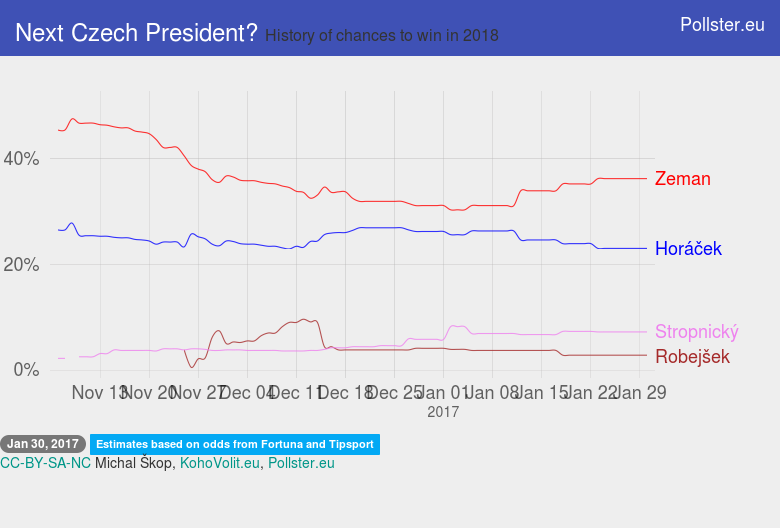 Next Czech President? History of chances to win in 2018
Pollster.eu
40%
20%
0%
Zeman
Horáček
Stropnický
Robejšek
Nov 13 Nov 20 Nov 27 Dec 04 Dec 11 Dec 18 Dec 25 Jan 01 Jan 08 Jan 15 Jan 22 Jan 29
2017
Jan 30, 2017 Estimates based on odds from Fortuna and Tipsport
CC-BY-SA-NC Michal Škop, KohoVolit.eu, Pollster.eu